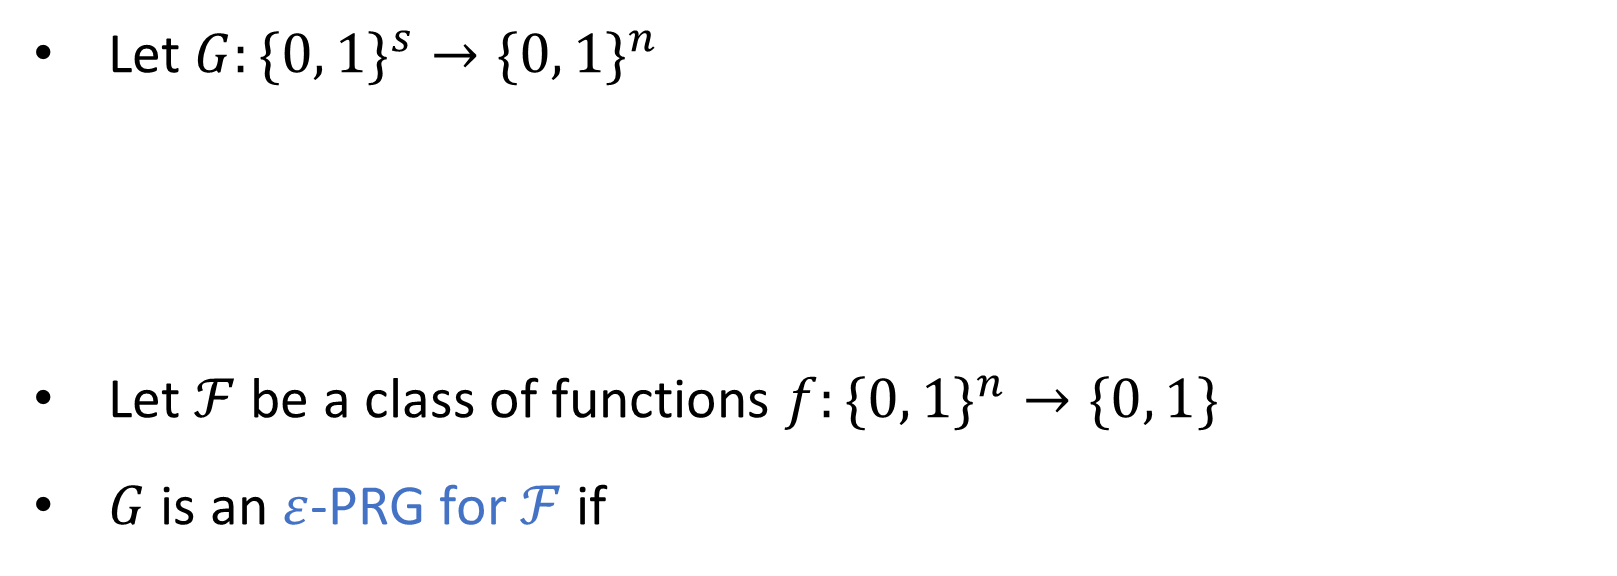 • Let 𝐺: {0, 1}ˢ → {0, 1}ⁿ
• Let ℱ be a class of functions 𝑓: {0, 1}ⁿ → {0, 1}
• 𝐺 is an 𝜀-PRG for ℱ if